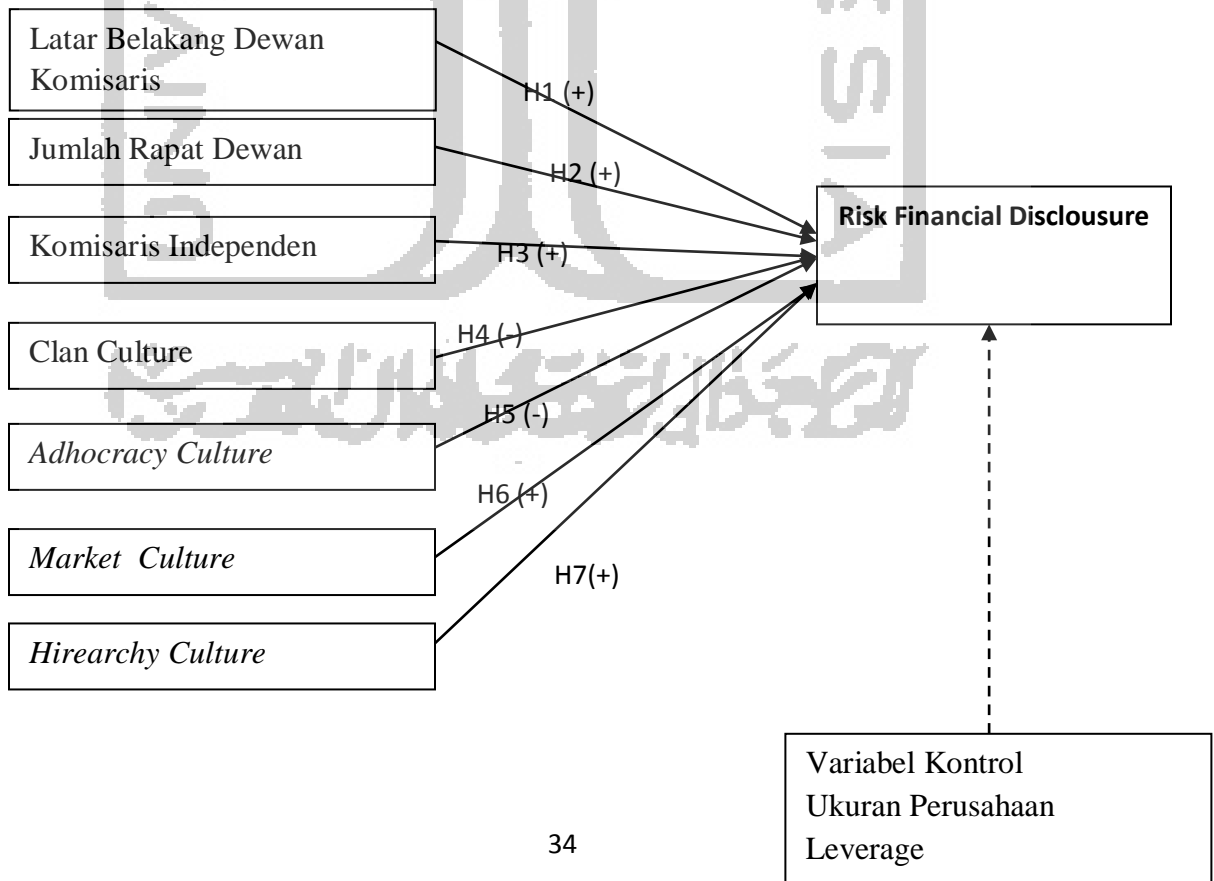 Latar Belakang Dewan
Komisaris
H1 (+)
Jumlah Rapat Dewan
H2 (+)
Risk Financial Disclousure
Komisaris Independen
H3 (+)
Clan Culture
H4 (-)
Adhocracy Culture
H5 (-)
H6 (+)
Market Culture
H7(+)
Hirearchy Culture
Variabel Kontrol
Ukuran Perusahaan
Leverage
34